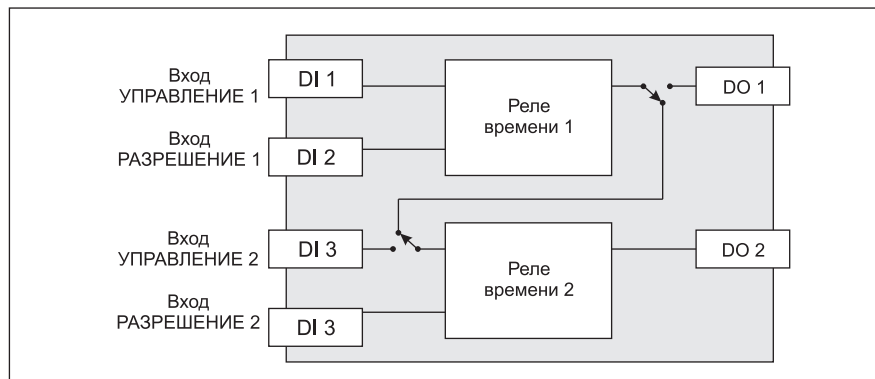 Вход
УПРАВЛЕНИЕ 1
DI 1
Реле
времени 1
DO 1
Вход
РАЗРЕШЕНИЕ 1
DI 2
Вход
УПРАВЛЕНИЕ 2
DI 3
Реле
времени 2
DO 2
Вход
РАЗРЕШЕНИЕ 2
DI 3